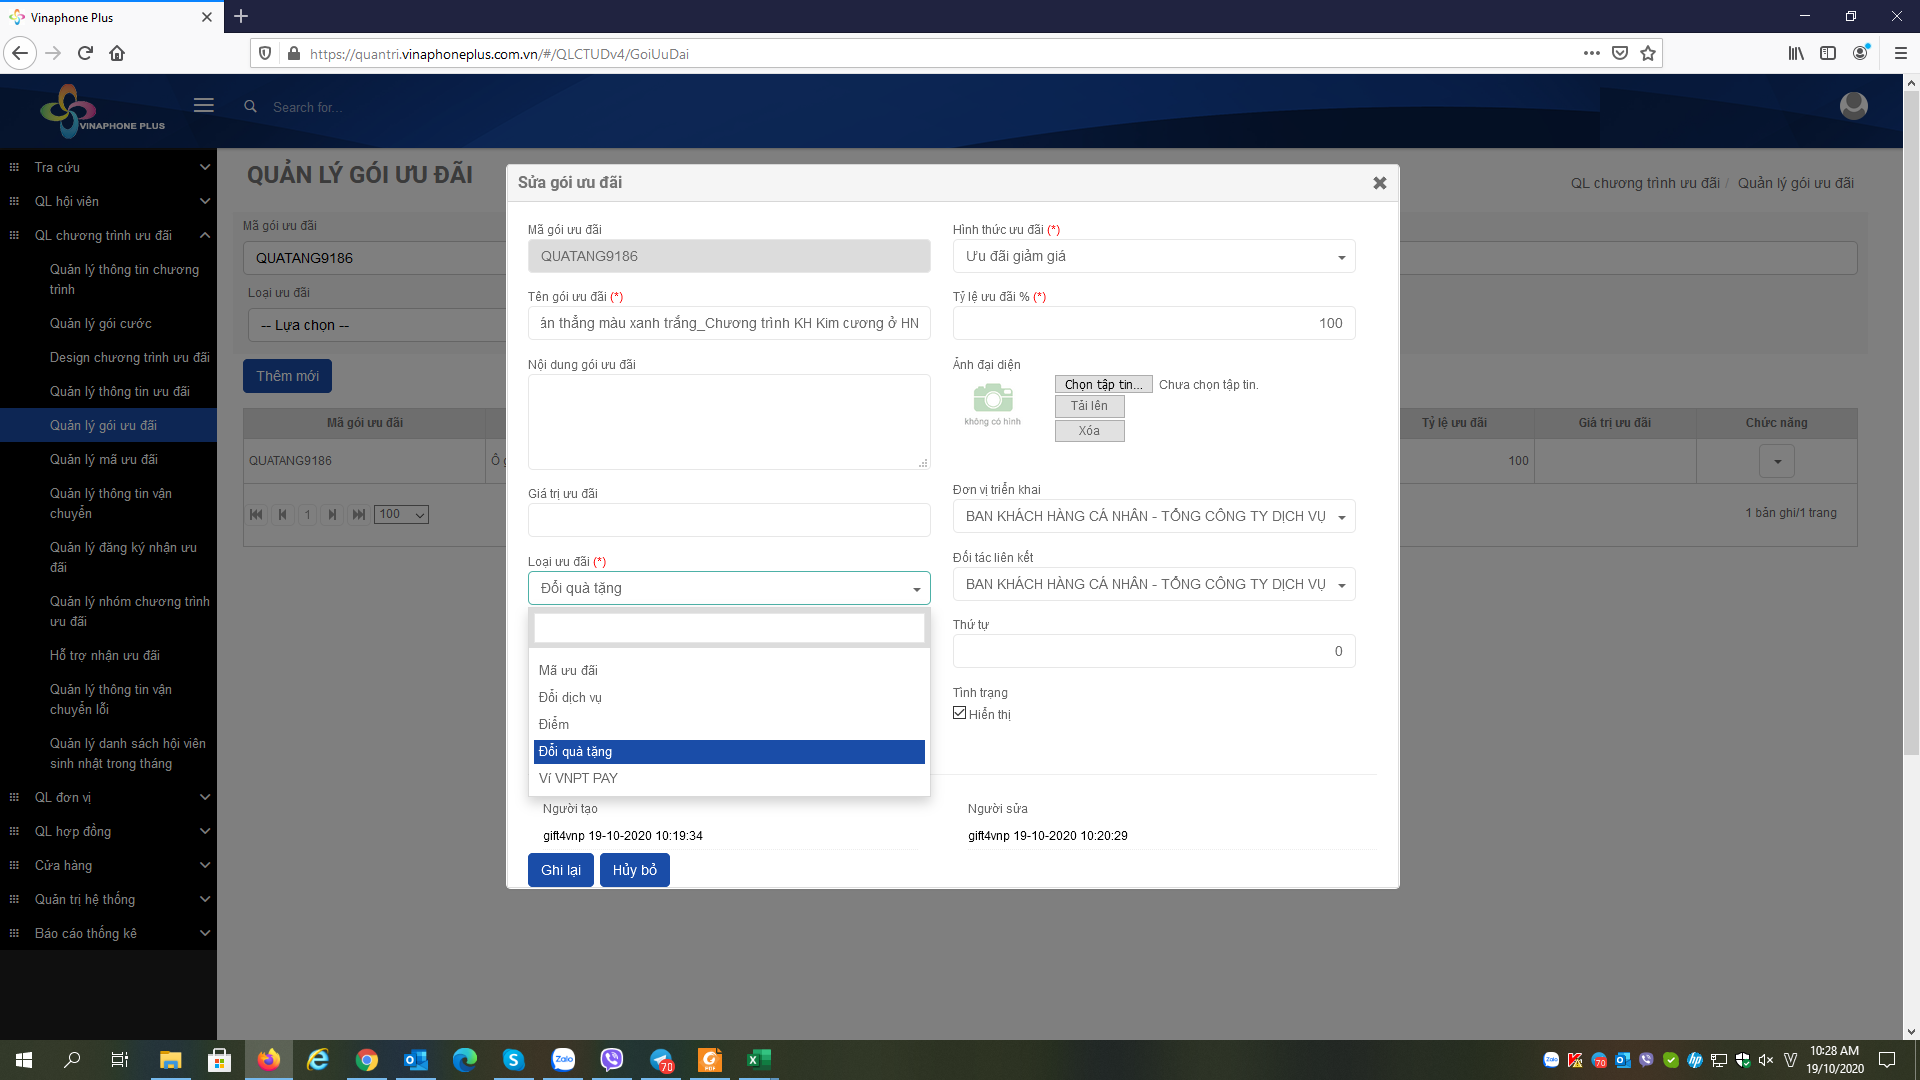 Vinaphone Plus
https://quantri.vinaphoneplus.com.vn/#/QLCTUDv4/GoiUuDai
VINAPHONE PLUS
Search for...
Tra cứu
QL hội viên
QL chương trình ưu đãi
Quản lý thông tin chương
trình
Quản lý gói cước
Design chương trình ưu đãi
Quản lý thông tin ưu đãi
Quản lý gói ưu đãi
Quản lý mã ưu đãi
Quản lý thông tin vận
chuyển
Quản lý đăng ký nhận ưu
đãi
Quản lý nhóm chương trình
ưu đãi
Hỗ trợ nhận ưu đãi
Quản lý thông tin vận
chuyển lỗi
Quản lý danh sách hội viên
sinh nhật trong tháng
QL đơn vị
QL hợp đồng
Cửa hàng
Quản trị hệ thống
Báo cáo thống kê
QUẢN LÝ GÓI ƯU ĐÃI
QL chương trình ưu đãi / Quản lý gói ưu đãi
Mã gói ưu đãi
QUATANG9186
Loại ưu đãi
-- Lựa chọn --
Thêm mới
Mã gói ưu đãi
Tỷ lệ ưu đãi
Giá trị ưu đãi
Chức năng
QUATANG9186
Ô g
100
1
100
1 bản ghi/1 trang
Sửa gói ưu đãi
Mã gói ưu đãi
QUATANG9186
Tên gói ưu đãi (*)
án thẳng màu xanh trắng_Chương trình KH Kim cương ở HN
Nội dung gói ưu đãi
Giá trị ưu đãi
Loại ưu đãi (*)
Đổi quà tặng
Mã ưu đãi
Đổi dịch vụ
Điểm
Đổi quà tặng
Ví VNPT PAY
Hình thức ưu đãi (*)
Ưu đãi giảm giá
Tỷ lệ ưu đãi % (*)
100
Ảnh đại diện
không có hình
Chọn tập tin... Chưa chọn tập tin.
Tải lên
Xóa
Đơn vị triển khai
BAN KHÁCH HÀNG CÁ NHÂN - TỔNG CÔNG TY DỊCH VỤ
Đối tác liên kết
BAN KHÁCH HÀNG CÁ NHÂN - TỔNG CÔNG TY DỊCH VỤ
Thứ tự
0
Tình trạng
Hiển thị
Người tạo
gift4vnp 19-10-2020 10:19:34
Người sửa
gift4vnp 19-10-2020 10:20:29
Ghi lại
Hủy bỏ
Zalo
70
10:28 AM
19/10/2020